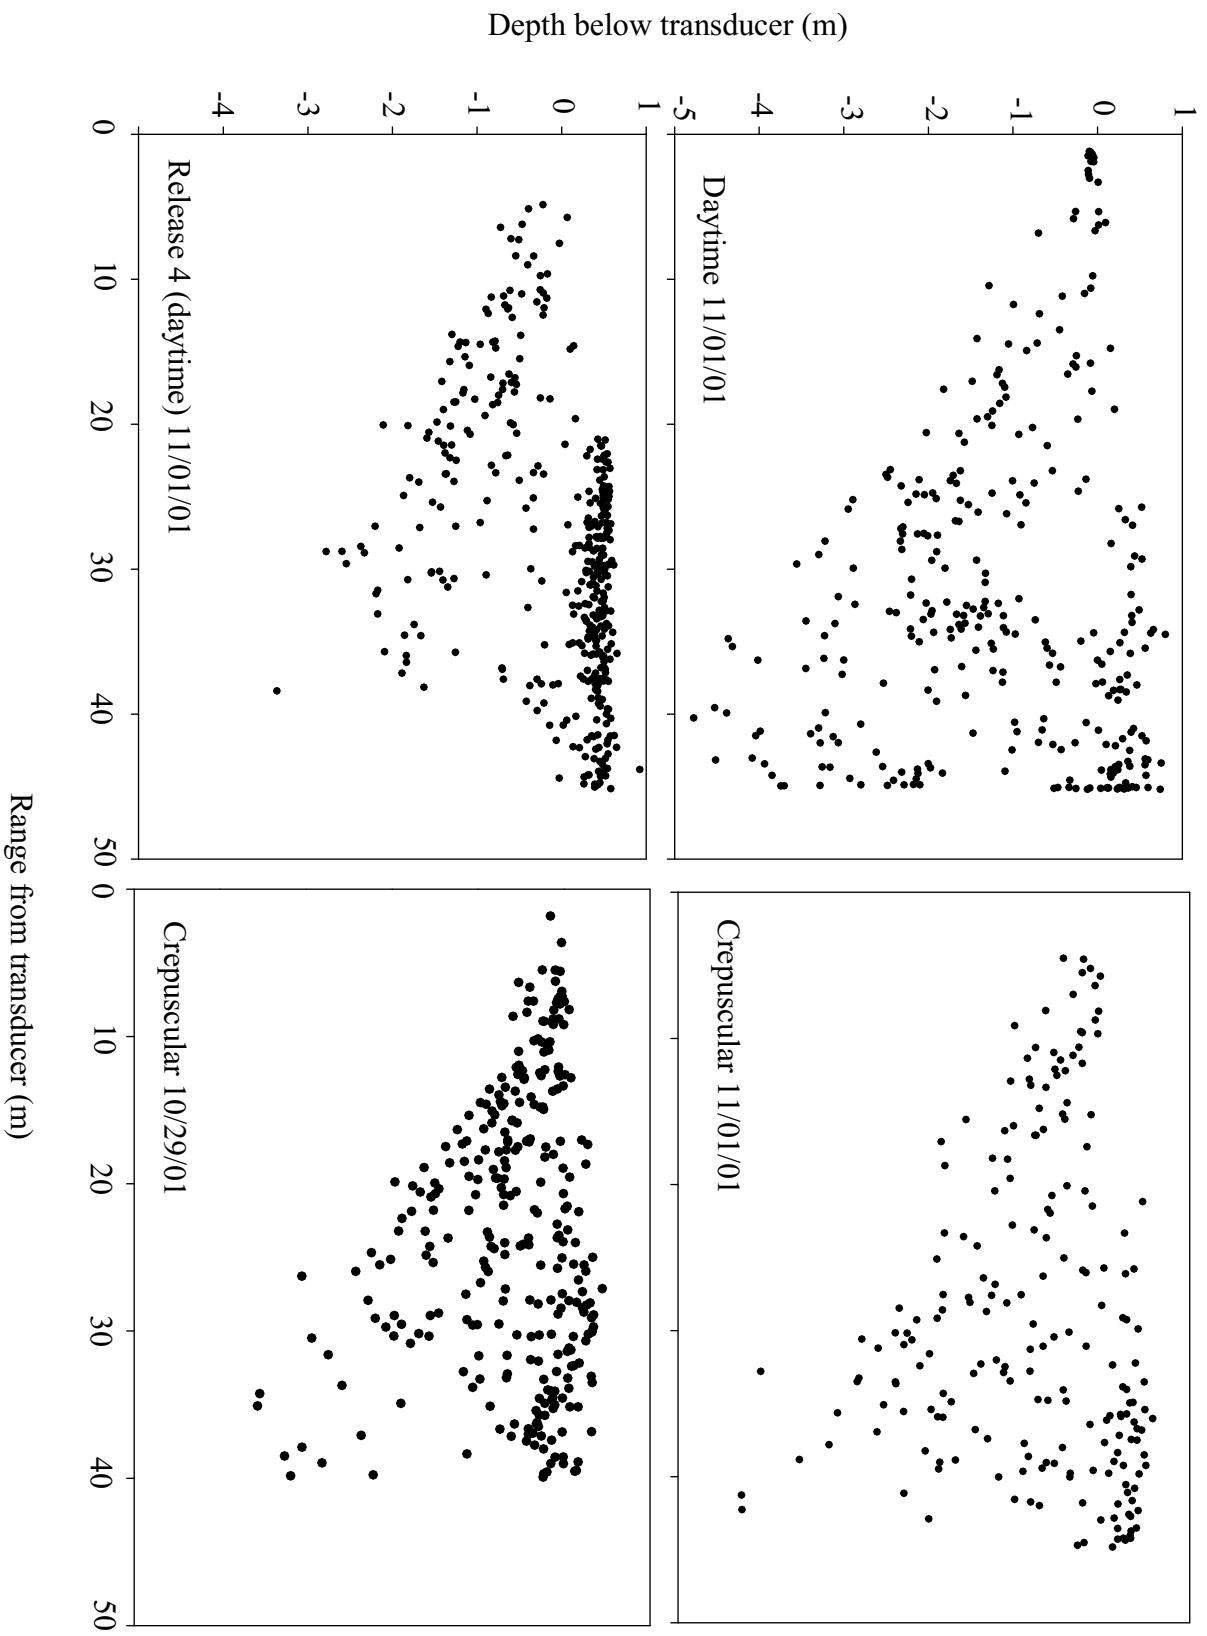 Depth below transducer (m)
1
0
-1
-2
-3
-4
-5
Daytime 11/01/01
Crepuscular 11/01/01
1
0
-1
-2
-3
-4
Release 4 (daytime) 11/01/01
Crepuscular 10/29/01
0 10 20 30 40 50
0 10 20 30 40 50
Range from transducer (m)